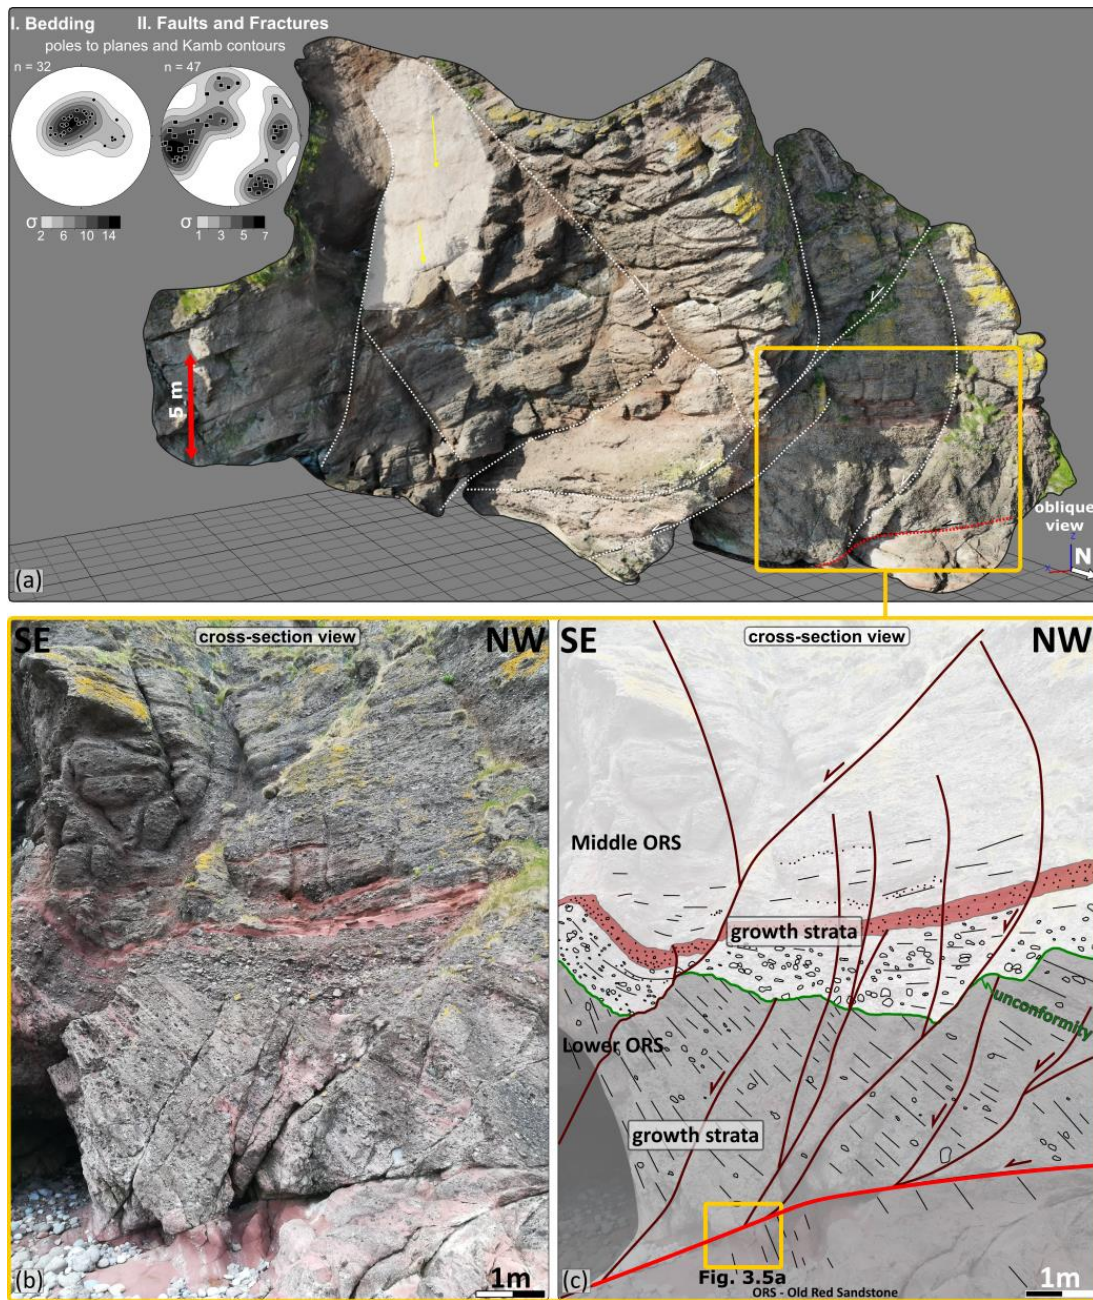 I. Bedding II. Faults and Fractures
poles to planes and Kamb contours
n = 32 n = 47
σ
2 6 10 14
σ
1 3 5 7
5 m
oblique
view
z
x
N
(a)
SE cross-section view NW
(b) 1m
SE cross-section view NW
Middle ORS
growth strata
unconformity
Lower ORS
growth strata
Fig. 3.5a
ORS - Old Red Sandstone
(c) 1m